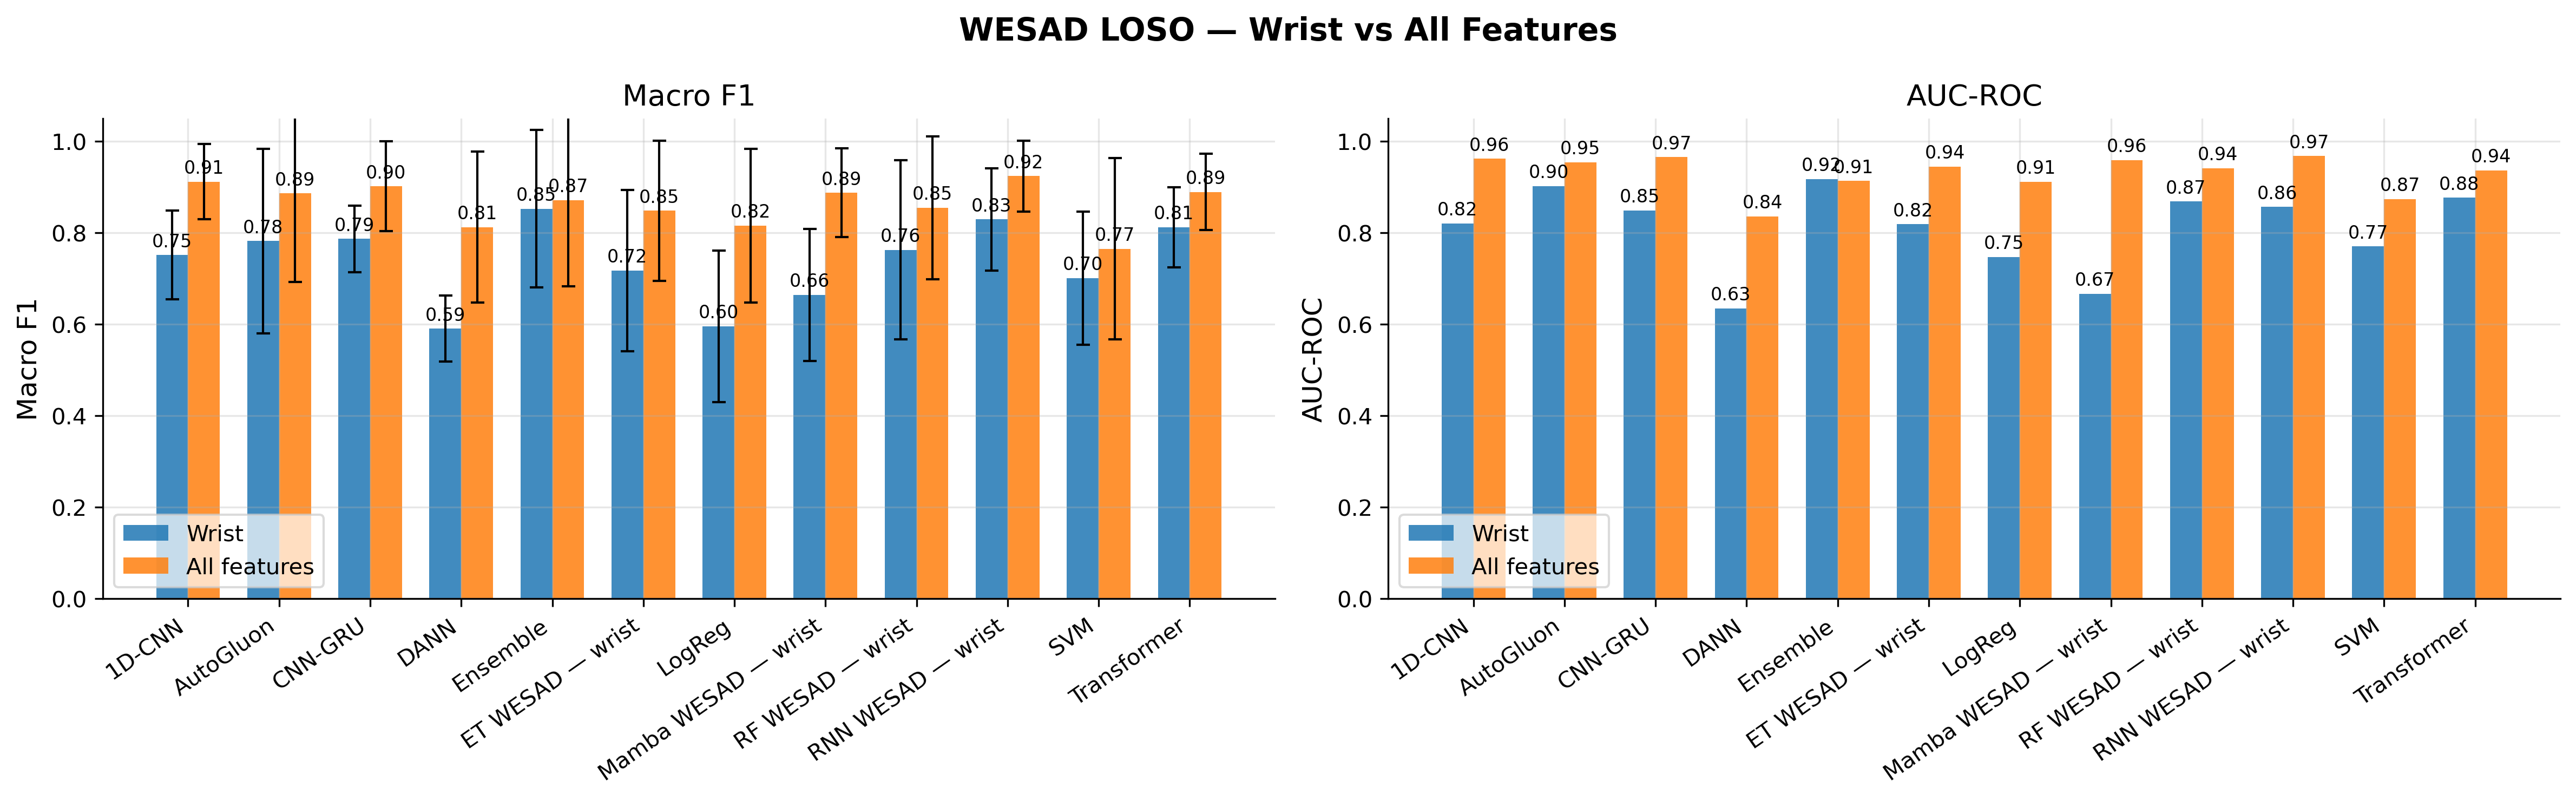 WESAD LOSO — Wrist vs All Features
Macro F1
Macro F1
1.0
0.8
0.6
0.4
0.2
0.0
0.75
0.91
0.78
0.89
0.79
0.90
0.59
0.81
0.85
0.87
0.72
0.85
0.60
0.82
0.66
0.89
0.76
0.85
0.83
0.92
0.70
0.77
0.81
0.89
Wrist
All features
1D-CNN
AutoGluon
CNN-GRU
DANN
Ensemble
ET WESAD — wrist
LogReg
Mamba WESAD — wrist
RF WESAD — wrist
RNN WESAD — wrist
SVM
Transformer
AUC-ROC
AUC-ROC
1.0
0.8
0.6
0.4
0.2
0.0
0.82
0.96
0.90
0.95
0.85
0.97
0.63
0.84
0.92
0.91
0.82
0.94
0.75
0.91
0.67
0.96
0.87
0.94
0.86
0.97
0.77
0.87
0.88
0.94
Wrist
All features
1D-CNN
AutoGluon
CNN-GRU
DANN
Ensemble
ET WESAD — wrist
LogReg
Mamba WESAD — wrist
RF WESAD — wrist
RNN WESAD — wrist
SVM
Transformer